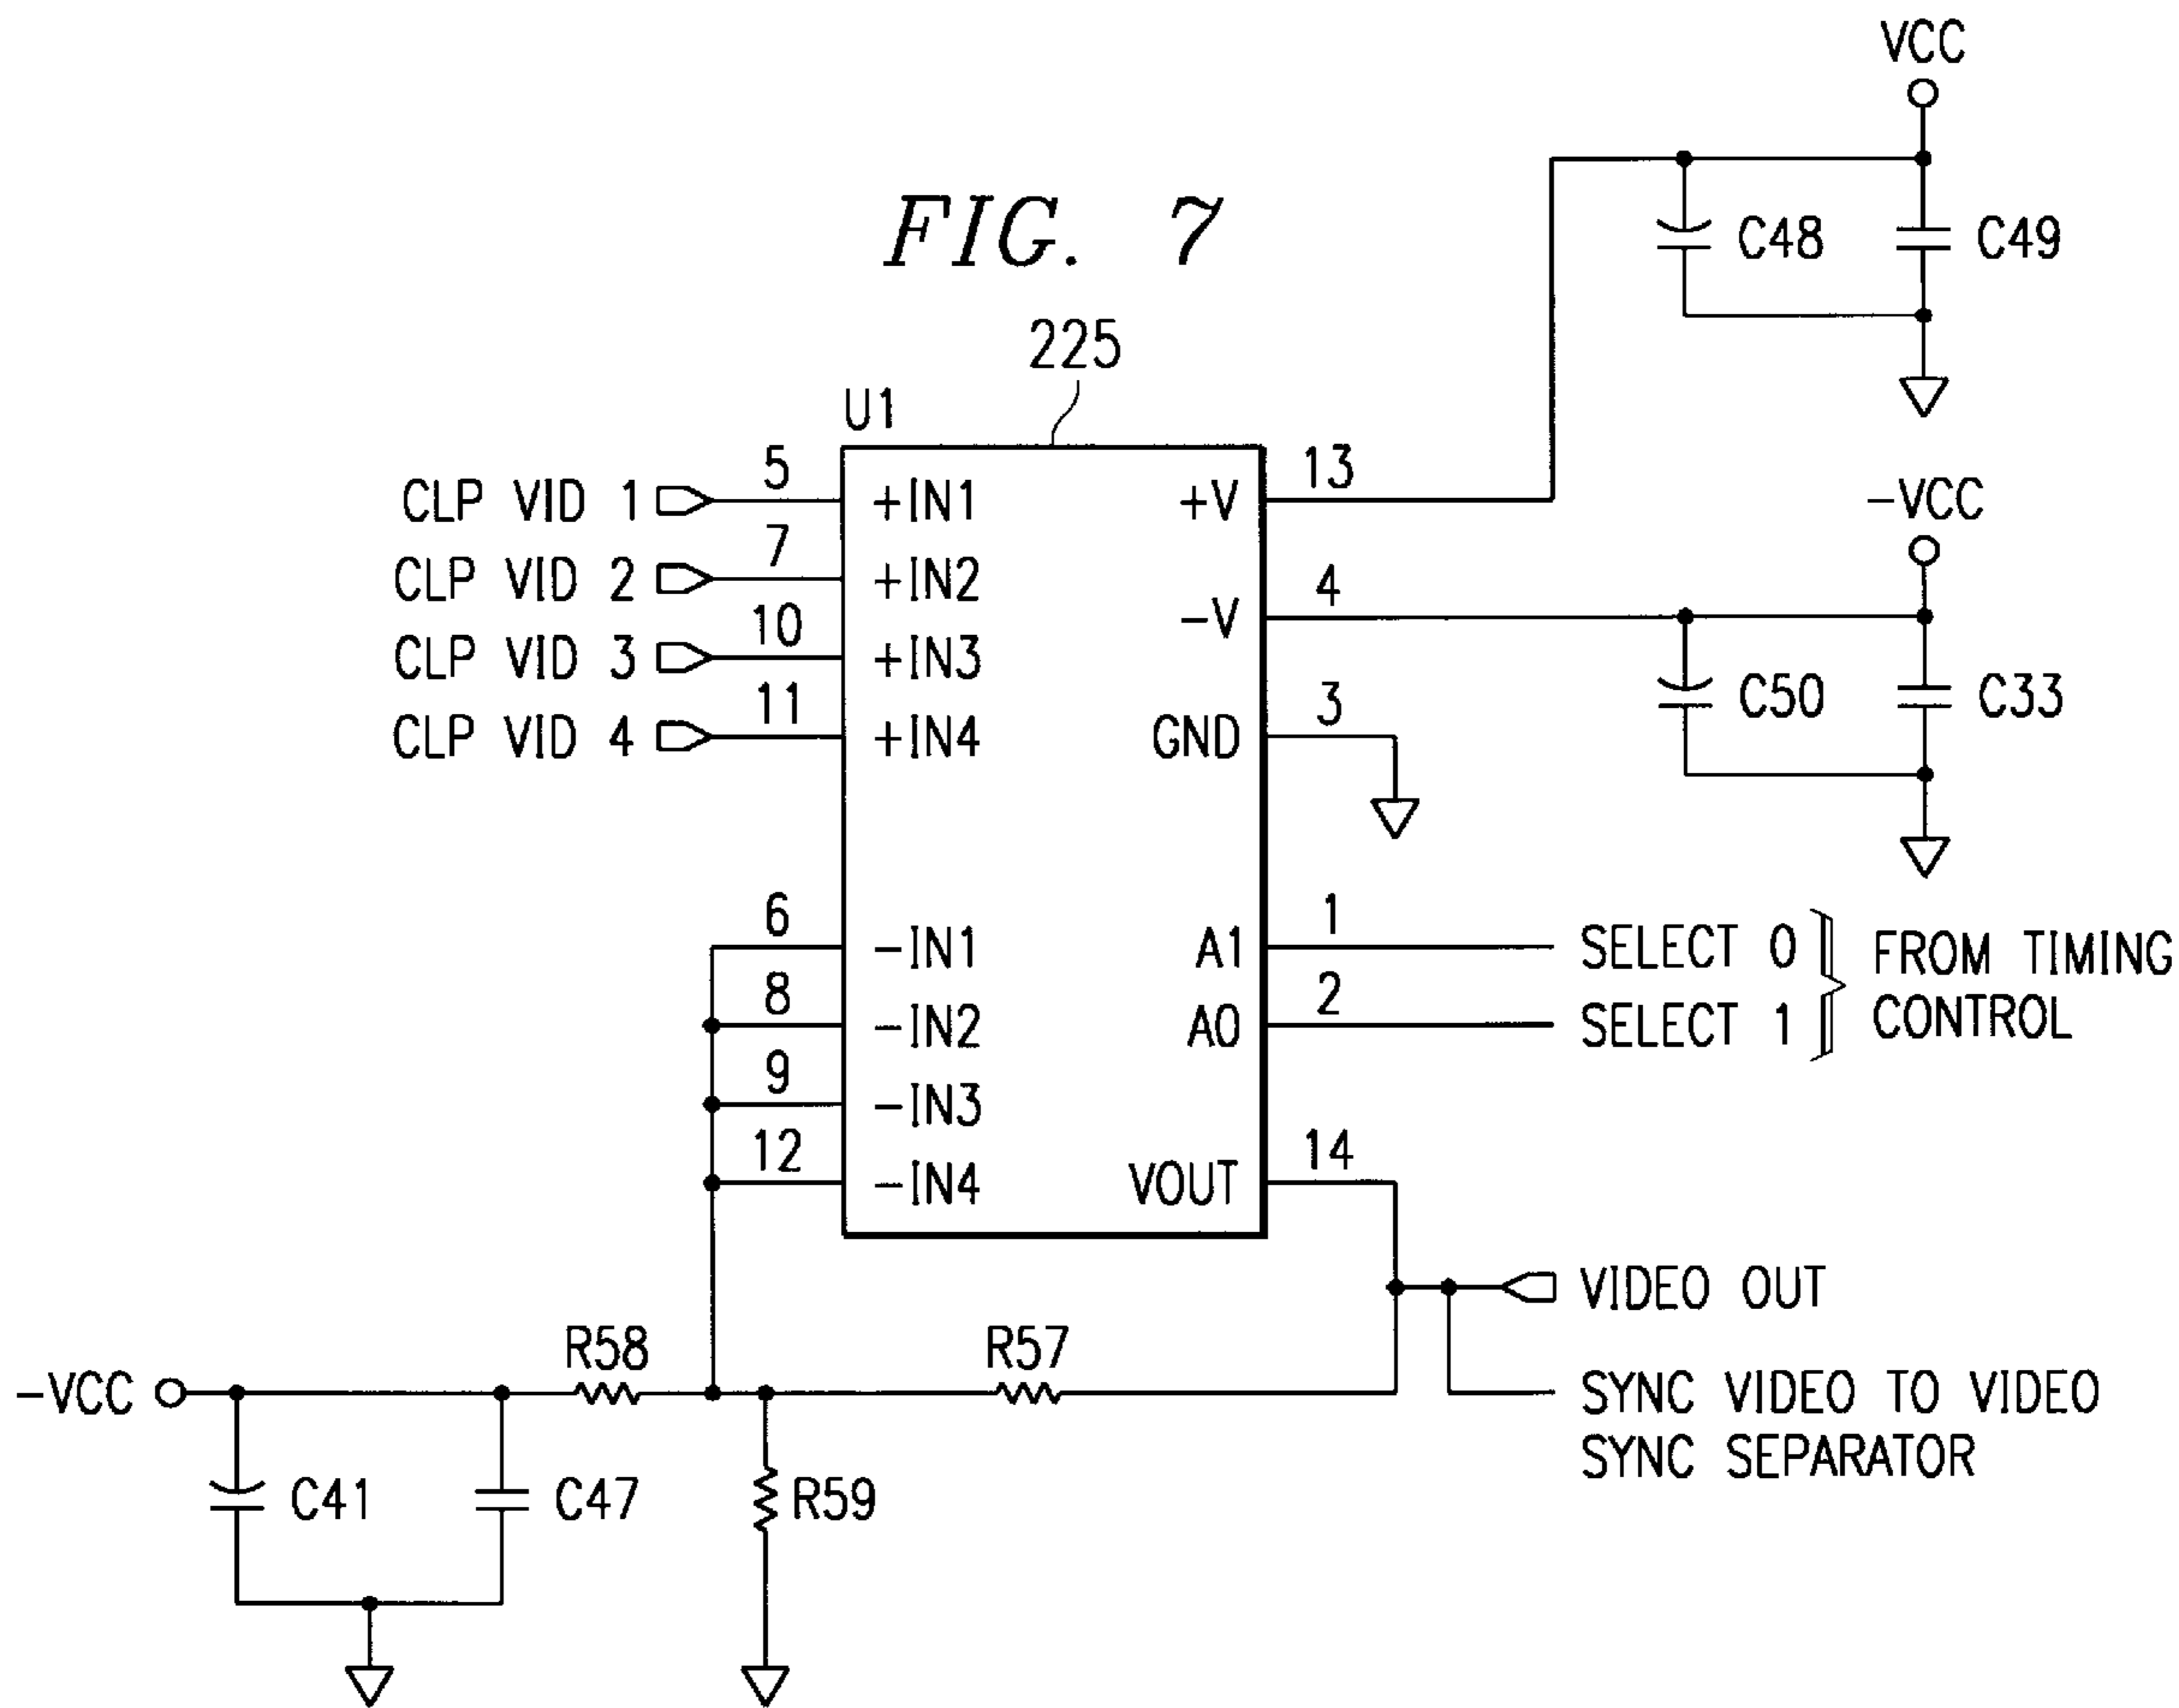 FIG. 7
VCC
C48
C49
225
U1
CLP VID 1
5
+IN1
+V
13
CLP VID 2
7
+IN2
-VCC
-V
4
CLP VID 3
10
+IN3
CLP VID 4
11
+IN4
GND
3
C50
C33
6
-IN1
A1
1
SELECT 0
8
-IN2
A0
2
SELECT 1
FROM TIMING
CONTROL
9
-IN3
12
-IN4
VOUT
14
VIDEO OUT
-VCC
R58
R57
SYNC VIDEO TO VIDEO
SYNC SEPARATOR
C41
C47
R59